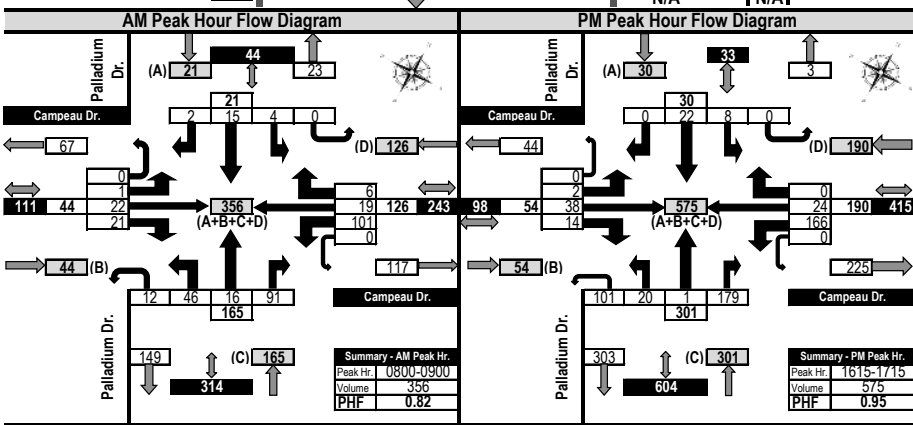 N/A N/A
AM Peak Hour Flow Diagram PM Peak Hour Flow Diagram
Palladium Dr.
44
(A) 21 23
21
2 15 4 0
Campeau Dr.
67
(D) 126
0
1
22
21
111 44
356
(A+B+C+D)
6
19
101
0
126 243
44 (B)
117
12 46 16 91
165
Campeau Dr.
Palladium Dr.
149
(C) 165
314
Summary - AM Peak Hr.
Peak Hr. 0800-0900
Volume 356
PHF 0.82
Palladium Dr.
33
(A) 30 3
30
0 22 8 0
Campeau Dr.
44
(D) 190
0
2
38
14
98 54
575
(A+B+C+D)
0
24
166
0
190 415
54 (B)
225
101 20 1 179
301
Campeau Dr.
Palladium Dr.
303
(C) 301
604
Summary - PM Peak Hr.
Peak Hr. 1615-1715
Volume 575
PHF 0.95